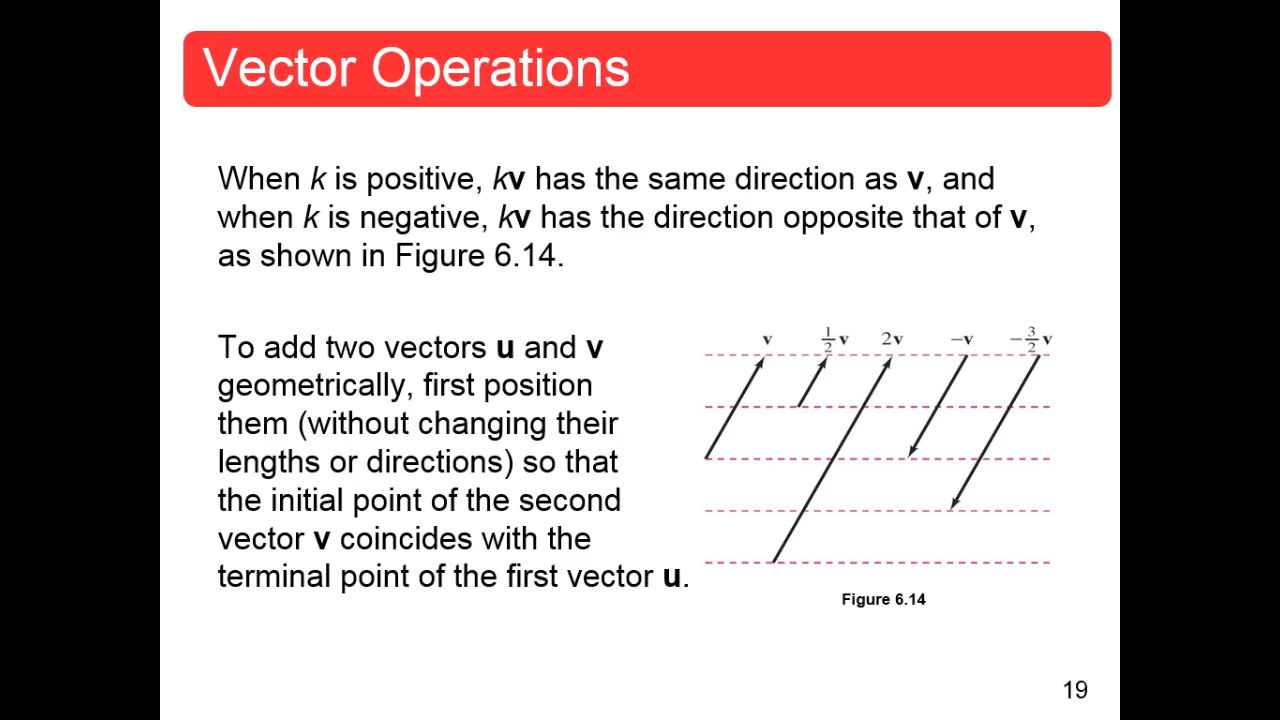 Vector Operations
When k is positive, kv has the same direction as v, and
when k is negative, kv has the direction opposite that of v,
as shown in Figure 6.14.
To add two vectors u and v
geometrically, first position
them (without changing their
lengths or directions) so that
the initial point of the second
vector v coincides with the
terminal point of the first vector u.
v 1/2 v 2v −v −3/2 v
Figure 6.14
19